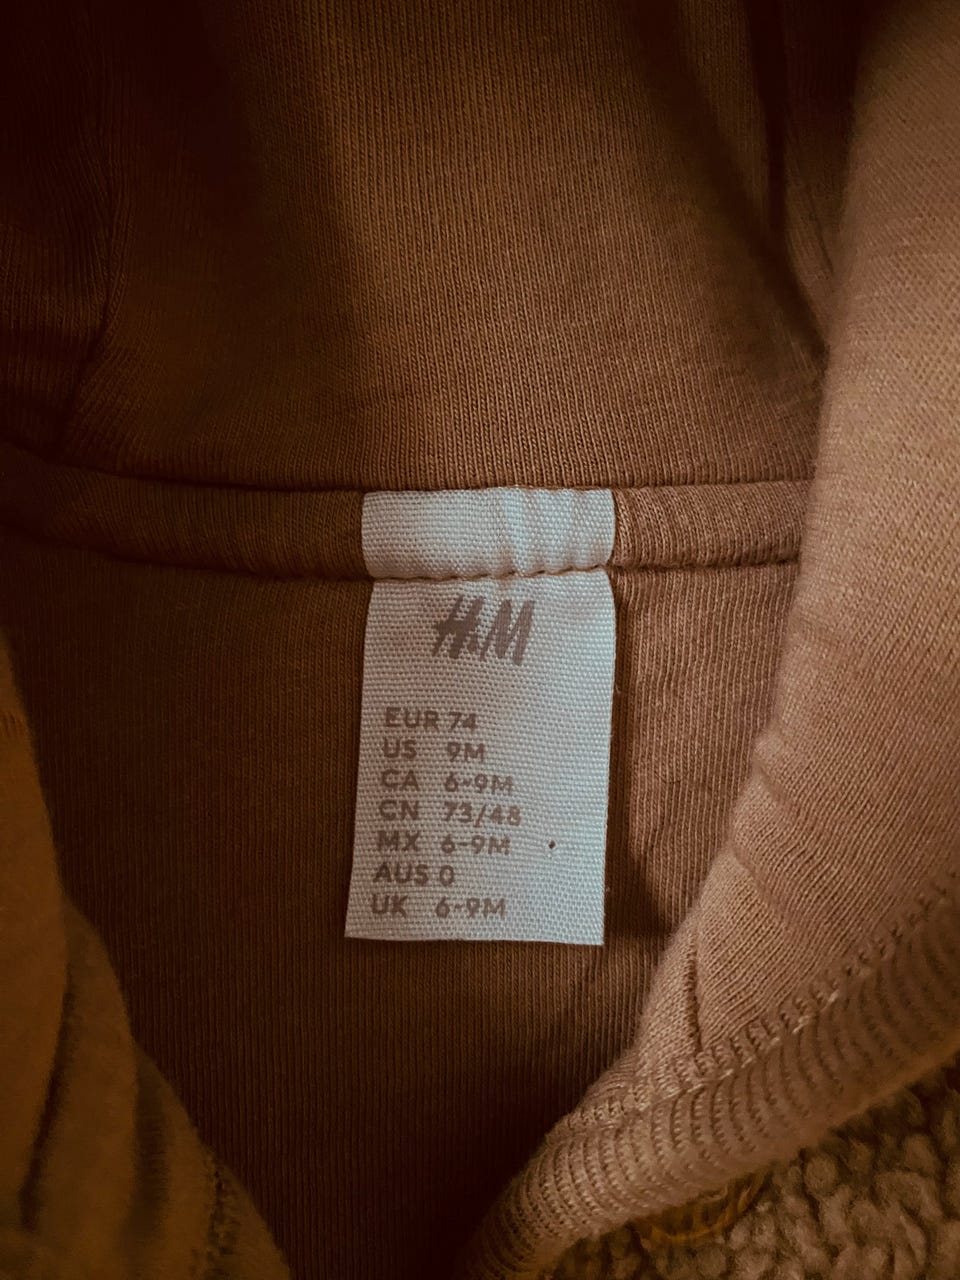 H&M
EUR 74
US 9M
CA 6-9M
CN 73/48
MX 6-9M
AUS 0
UK 6-9M